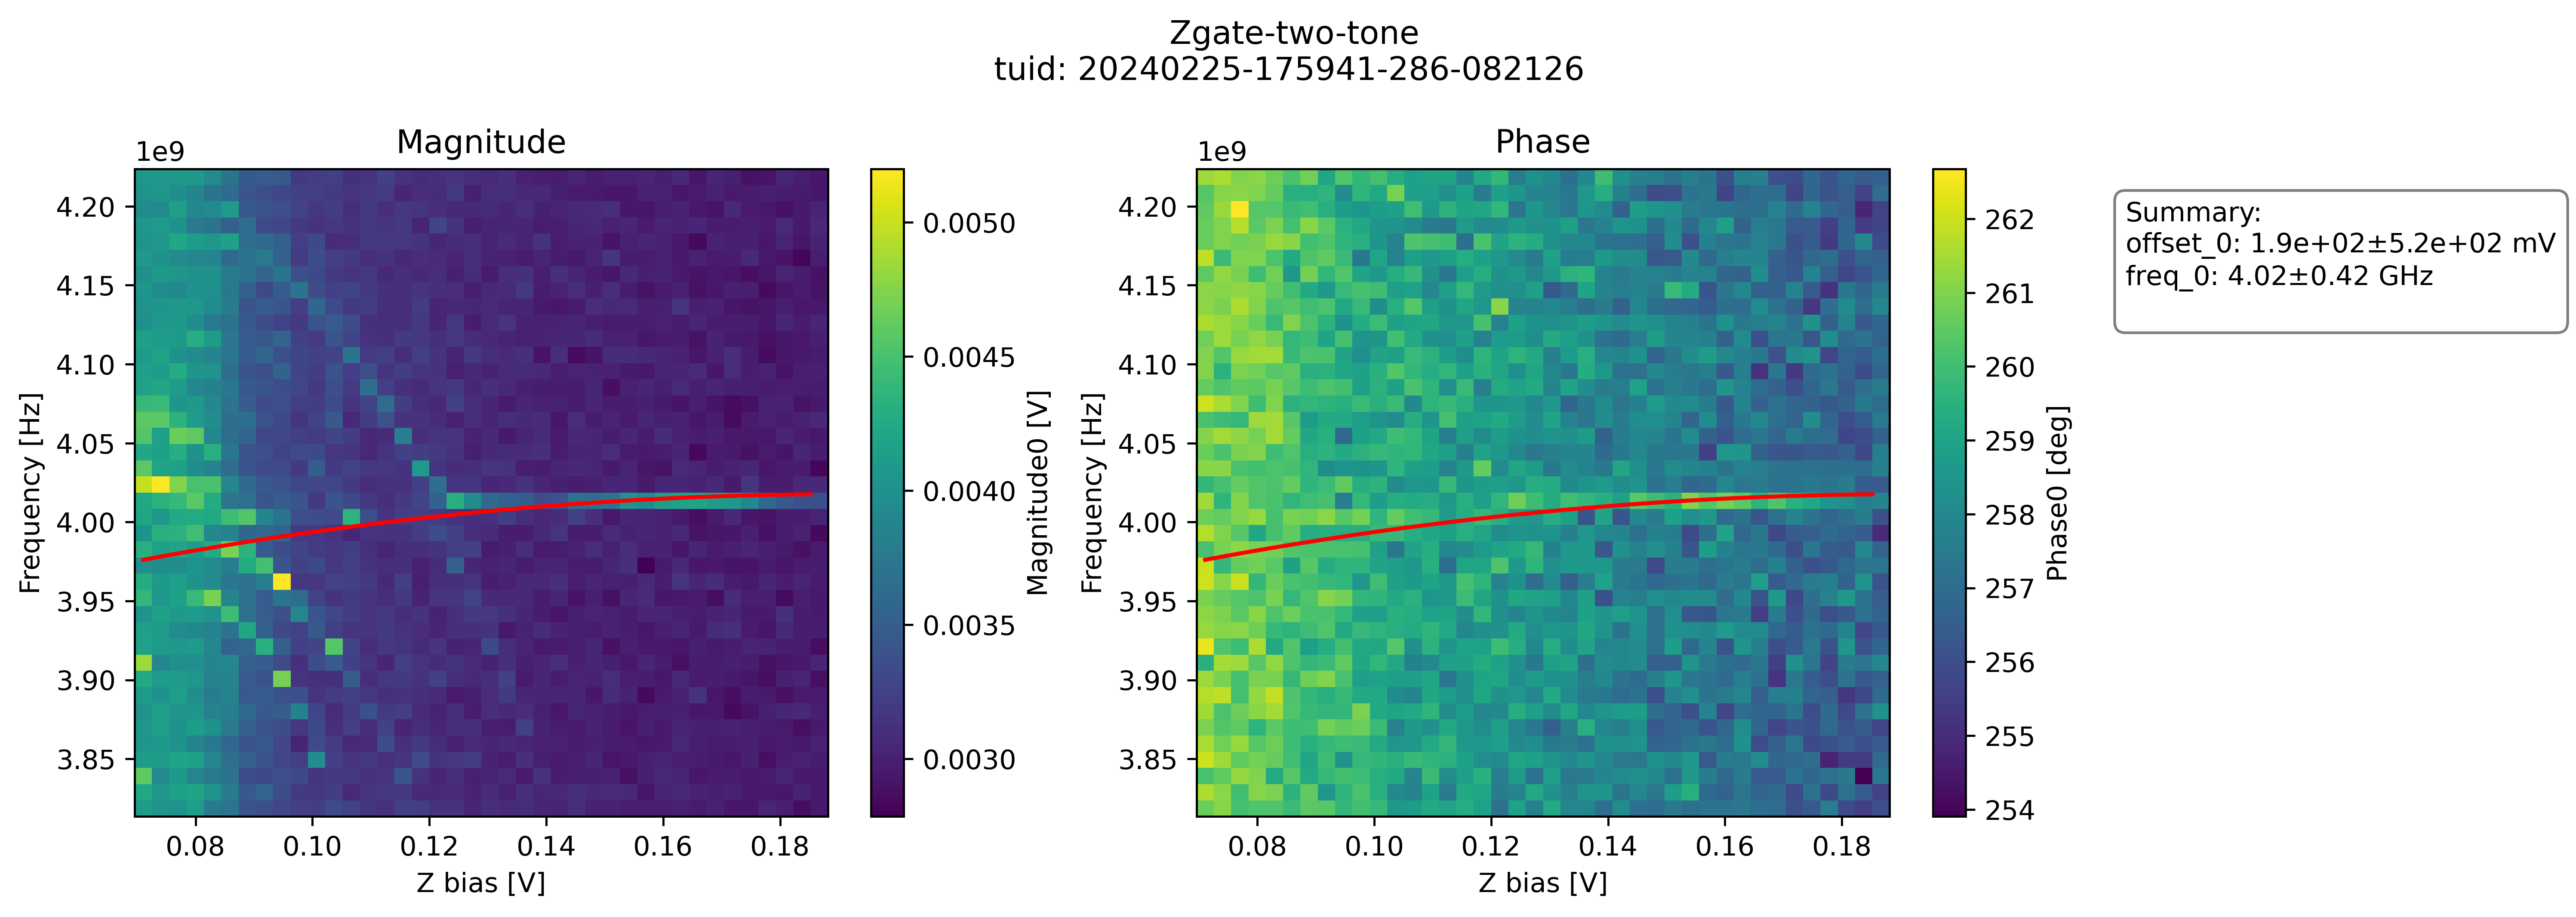 Zgate-two-tone
tuid: 20240225-175941-286-082126
Magnitude
1e9
4.20
4.15
4.10
4.05
4.00
3.95
3.90
3.85
Frequency [Hz]
0.08 0.10 0.12 0.14 0.16 0.18
Z bias [V]
0.0050
0.0045
0.0040
0.0035
0.0030
Magnitude0 [V]
Phase
1e9
4.20
4.15
4.10
4.05
4.00
3.95
3.90
3.85
Frequency [Hz]
0.08 0.10 0.12 0.14 0.16 0.18
Z bias [V]
262
261
260
259
258
257
256
255
254
Phase0 [deg]
Summary:
offset_0: 1.9e+02±5.2e+02 mV
freq_0: 4.02±0.42 GHz